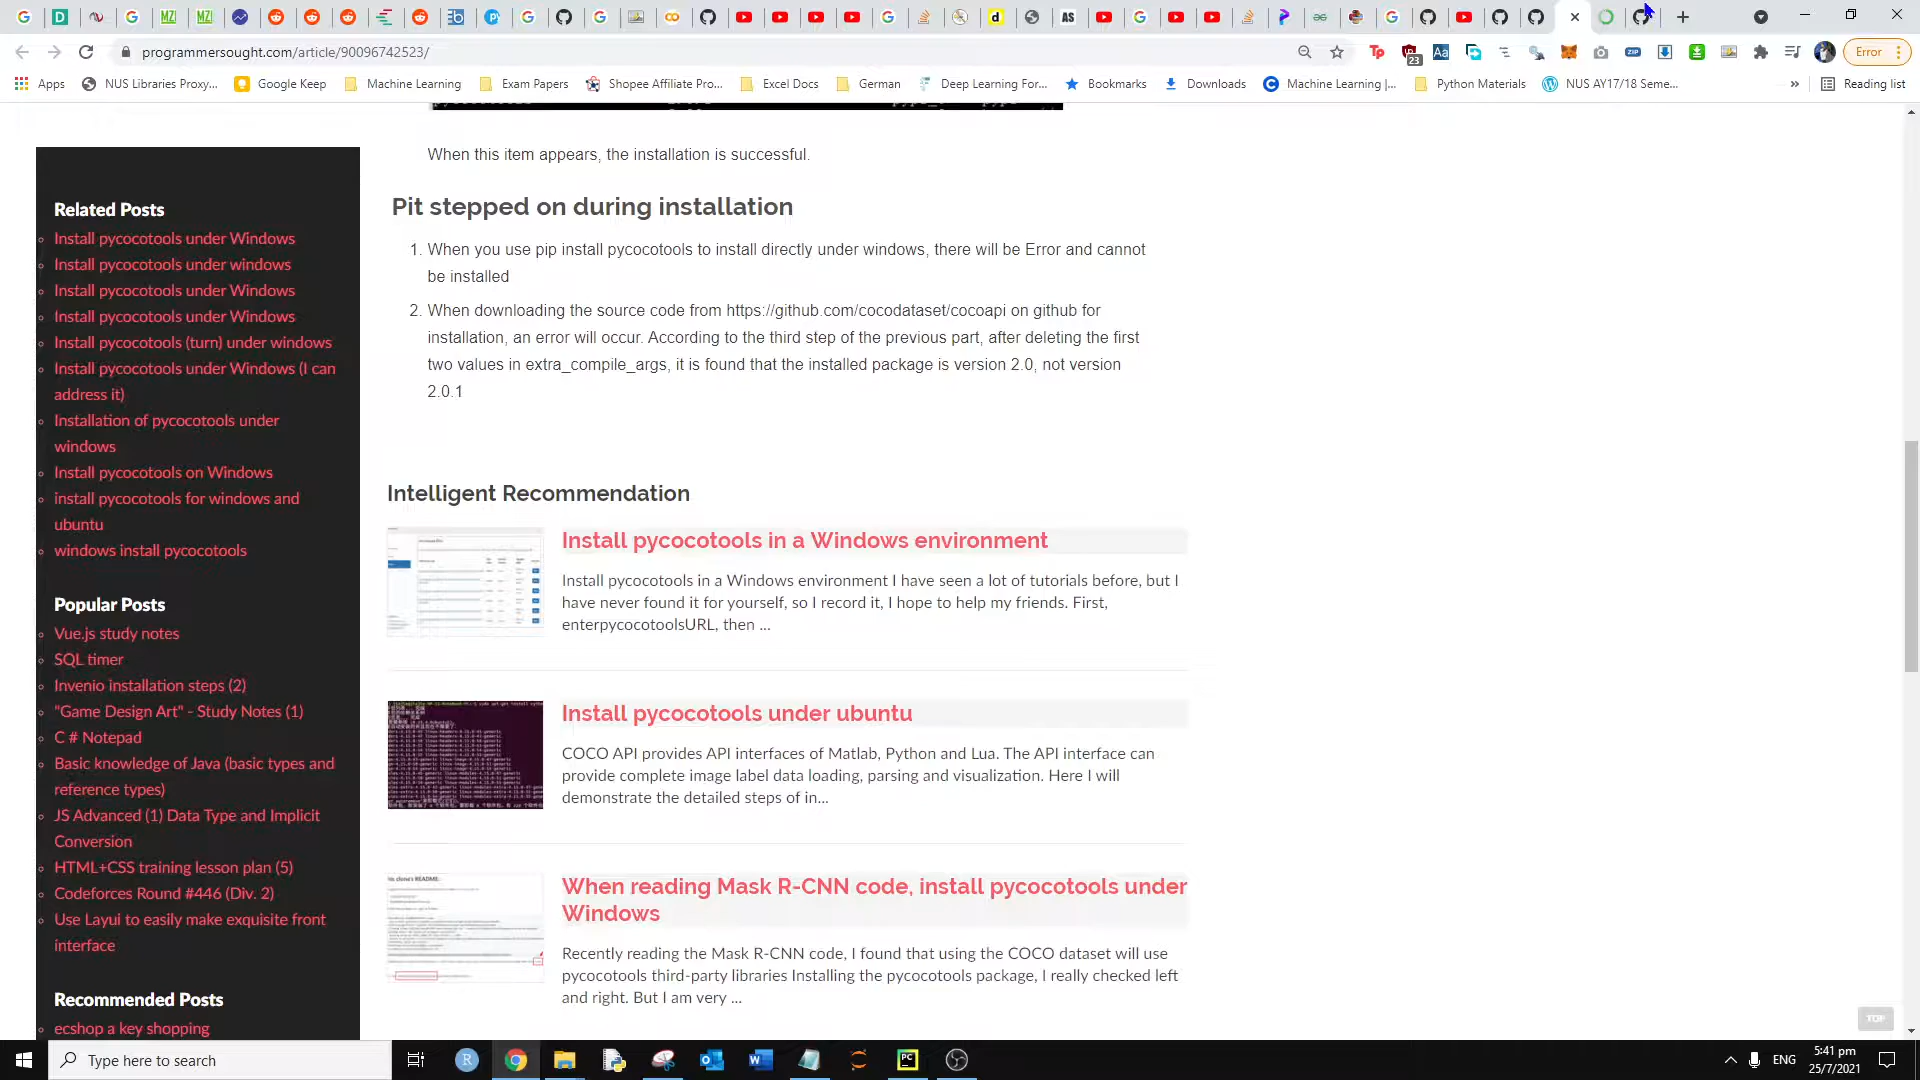 programmersought.com/article/90096742523/
23
Aa
ZIP
Error
Apps
NUS Libraries Proxy...
Google Keep
Machine Learning
Exam Papers
Shopee Affiliate Pro...
Excel Docs
German
Deep Learning For...
Bookmarks
Downloads
Machine Learning |...
Python Materials
NUS AY17/18 Seme...
Reading list
When this item appears, the installation is successful.
Pit stepped on during installation
1. When you use pip install pycocotools to install directly under windows, there will be Error and cannot
be installed
2. When downloading the source code from https://github.com/cocodataset/cocoapi on github for
installation, an error will occur. According to the third step of the previous part, after deleting the first
two values in extra_compile_args, it is found that the installed package is version 2.0, not version
2.0.1
Related Posts
Install pycocotools under Windows
Install pycocotools under windows
Install pycocotools under Windows
Install pycocotools under Windows
Install pycocotools (turn) under windows
Install pycocotools under Windows (I can
address it)
Installation of pycocotools under
windows
Install pycocotools on Windows
install pycocotools for windows and
ubuntu
windows install pycocotools
Popular Posts
Vue.js study notes
SQL timer
Invenio installation steps (2)
"Game Design Art" - Study Notes (1)
C # Notepad
Basic knowledge of Java (basic types and
reference types)
JS Advanced (1) Data Type and Implicit
Conversion
HTML+CSS training lesson plan (5)
Codeforces Round #446 (Div. 2)
Use Layui to easily make exquisite front
interface
Recommended Posts
ecshop a key shopping
Intelligent Recommendation
Install pycocotools in a Windows environment
Install pycocotools in a Windows environment I have seen a lot of tutorials before, but I
have never found it for yourself, so I record it, I hope to help my friends. First,
enterpycocotoolsURL, then ...
Install pycocotools under ubuntu
COCO API provides API interfaces of Matlab, Python and Lua. The API interface can
provide complete image label data loading, parsing and visualization. Here I will
demonstrate the detailed steps of in...
When reading Mask R-CNN code, install pycocotools under
Windows
Recently reading the Mask R-CNN code, I found that using the COCO dataset will use
pycocotools third-party libraries Installing the pycocotools package, I really checked left
and right. But I am very ...
TOP
Type here to search
ENG
5:41 pm
25/7/2021